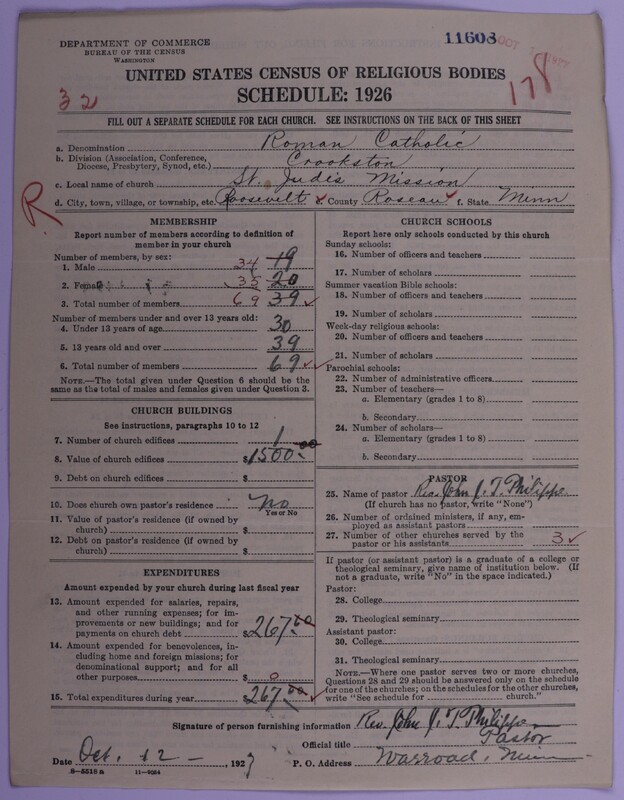 DEPARTMENT OF COMMERCE
BUREAU OF THE CENSUS
WASHINGTON
11608
OCT
32
178
UNITED STATES CENSUS OF RELIGIOUS BODIES
SCHEDULE: 1926
FILL OUT A SEPARATE SCHEDULE FOR EACH CHURCH. SEE INSTRUCTIONS ON THE BACK OF THIS SHEET
a. Denomination Roman Catholic
b. Division (Association, Conference, Diocese, Presbytery, Synod, etc.) Crookston
c. Local name of church St. Jude's Mission
R
d. City, town, village, or township, etc. Roosevelt County Roseau f. State Minn
MEMBERSHIP
Report number of members according to definition of
member in your church
Number of members, by sex:
1. Male 34 19
2. Female 35 20
3. Total number of members 69 39
Number of members under and over 13 years old:
4. Under 13 years of age 30
5. 13 years old and over 39
6. Total number of members 69
NOTE.—The total given under Question 6 should be the
same as the total of males and females given under Question 3.
CHURCH BUILDINGS
See instructions, paragraphs 10 to 12
7. Number of church edifices 1
8. Value of church edifices $1500.00
9. Debt on church edifices $
10. Does church own pastor's residence No
Yes or No
11. Value of pastor's residence (if owned by
church) $
12. Debt on pastor's residence (if owned by
church) $
EXPENDITURES
Amount expended by your church during last fiscal year
13. Amount expended for salaries, repairs,
and other running expenses; for im-
provements or new buildings; and for
payments on church debt $267.00
14. Amount expended for benevolences, in-
cluding home and foreign missions; for
denominational support; and for all
other purposes $ 0
15. Total expenditures during year $267.00
CHURCH SCHOOLS
Report here only schools conducted by this church
Sunday schools:
16. Number of officers and teachers
17. Number of scholars
Summer vacation Bible schools:
18. Number of officers and teachers
19. Number of scholars
Week-day religious schools:
20. Number of officers and teachers
21. Number of scholars
Parochial schools:
22. Number of administrative officers
23. Number of teachers—
a. Elementary (grades 1 to 8)
b. Secondary
24. Number of scholars—
a. Elementary (grades 1 to 8)
b. Secondary
PASTOR
25. Name of pastor Rev. John J. T. Philippe
(If church has no pastor, write "None")
26. Number of ordained ministers, if any, em-
ployed as assistant pastors
27. Number of other churches served by the
pastor or his assistants 3
If pastor (or assistant pastor) is a graduate of a college or
theological seminary, give name of institution below. (If
not a graduate, write "No" in the space indicated.)
Pastor:
28. College
29. Theological seminary
Assistant pastor:
30. College
31. Theological seminary
NOTE.—Where one pastor serves two or more churches,
Questions 28 and 29 should be answered only on the schedule
for one of the churches; on the schedules for the other churches,
write "See schedule for church."
Signature of person furnishing information Rev. John J. T. Philippe
Official title Pastor
Date Oct. 12 - , 1927 P. O. Address Warroad, Minn
8-5518 a 11-9054